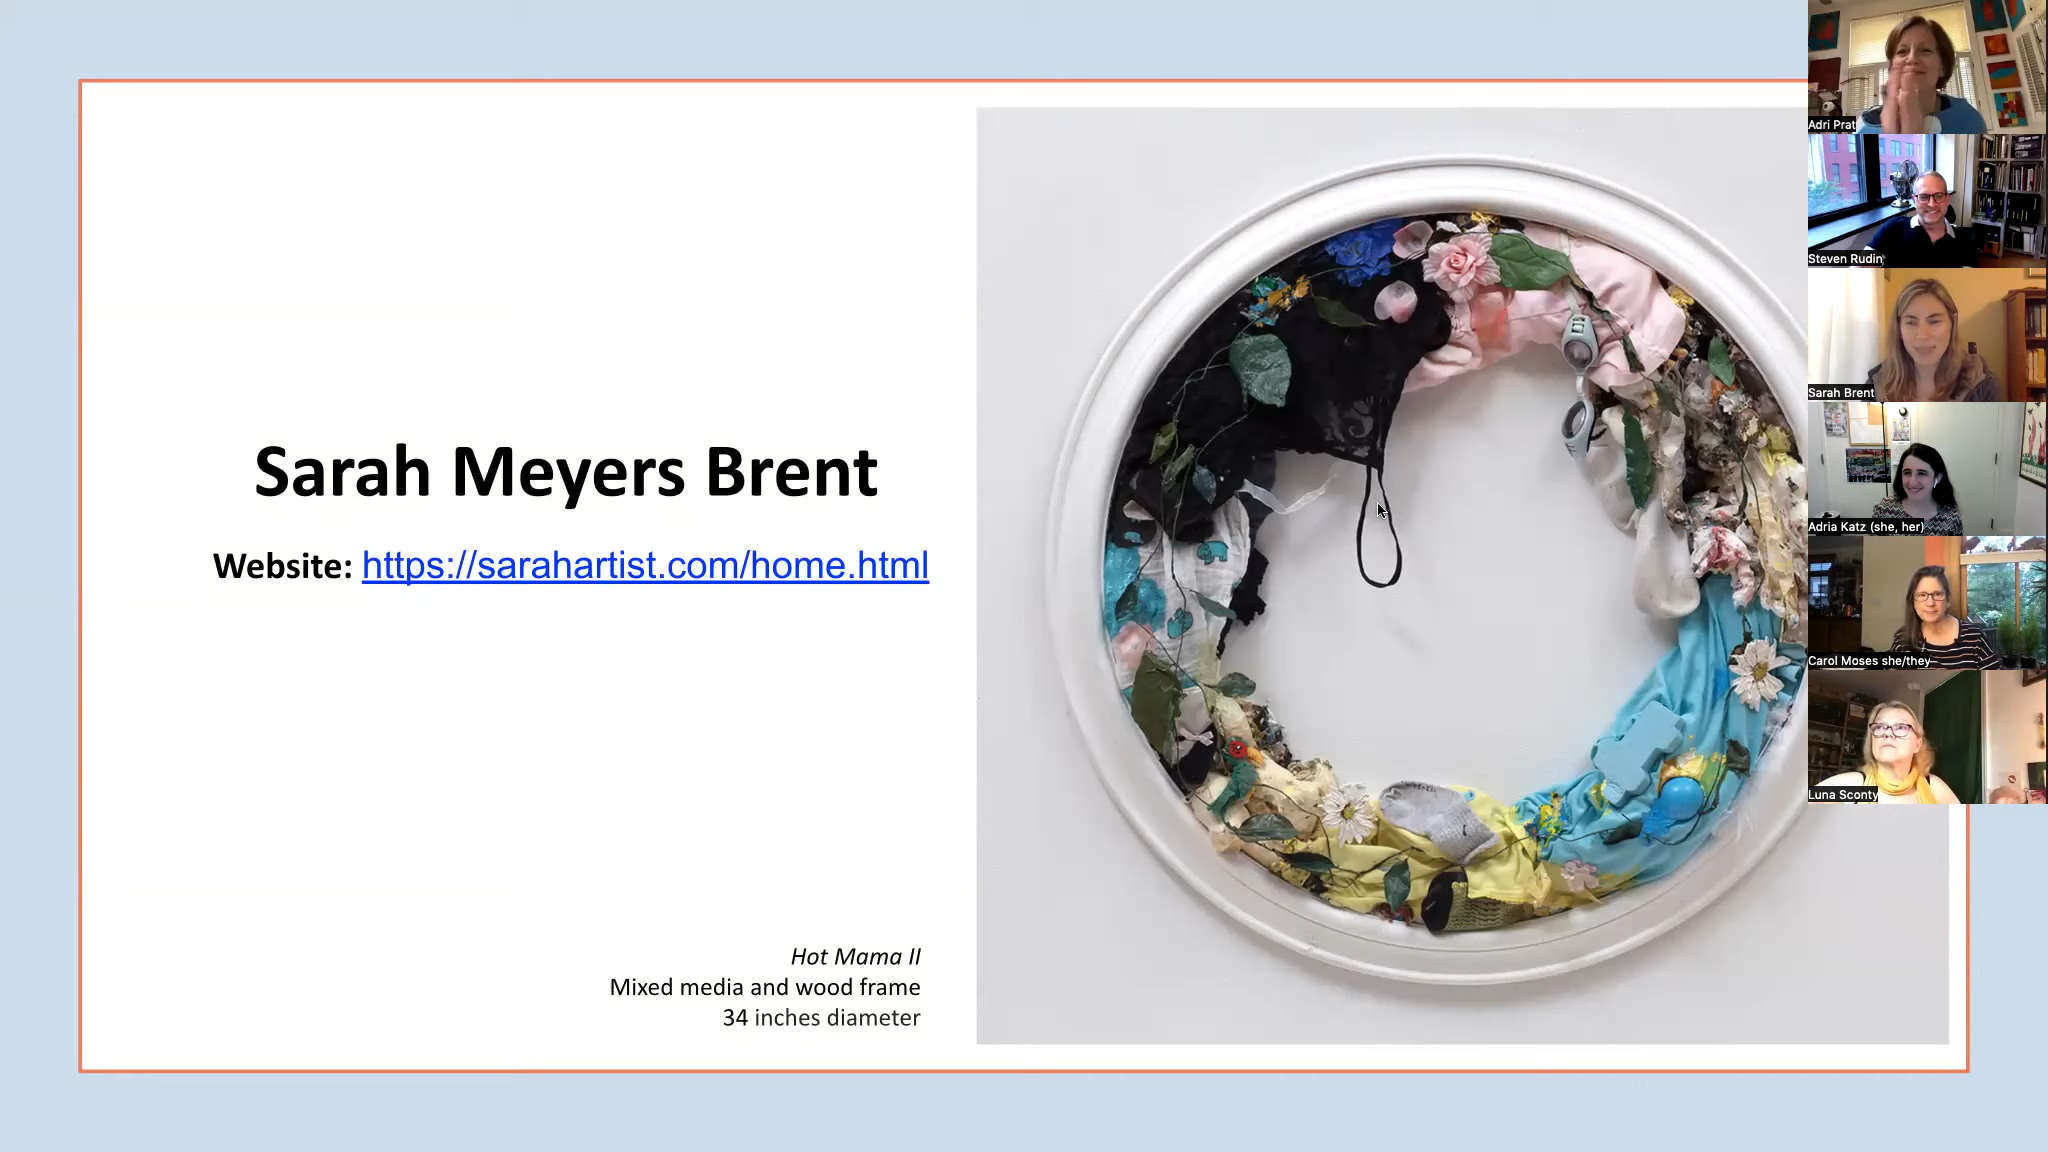 Sarah Meyers Brent
Website: https://sarahartist.com/home.html
Hot Mama II
Mixed media and wood frame
34 inches diameter
Adri Prat
Steven Rudin
Sarah Brent
Adria Katz (she, her)
Carol Moses she/they
Luna Sconty